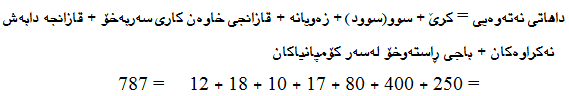 داهاتی نەتەوەیی = کرێ + سوو(سوود) + زەویانە + قازانجی خاوەن کاری سەربەخۆ + قازانجە دابەش
نەکراوەکان + باجی ڕاستەوخۆ لەسەر کۆمپانیاکان
787 = 12 + 18 + 10 + 17 + 80 + 400 + 250 =